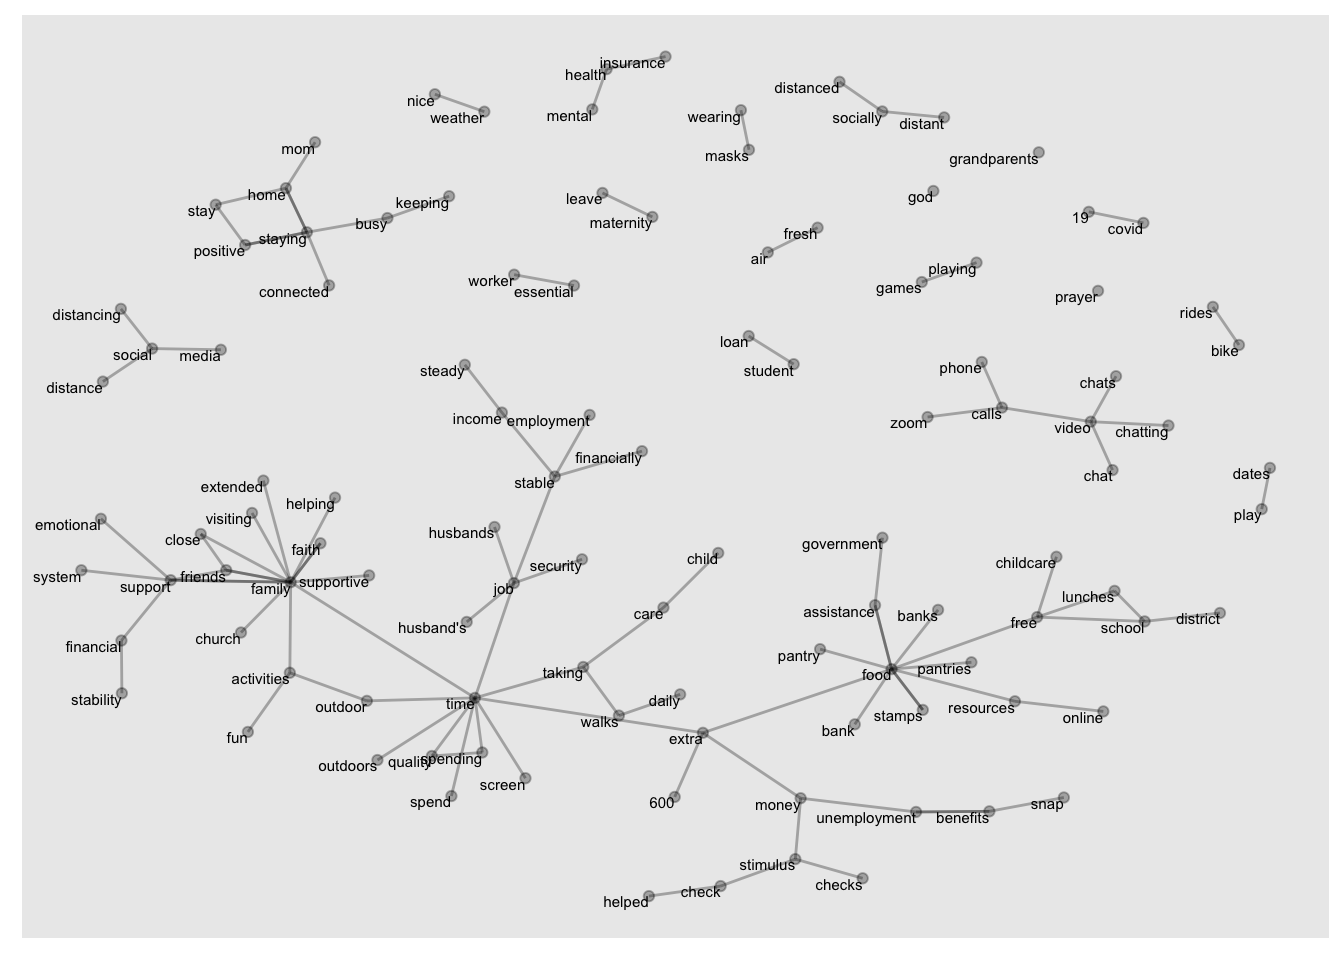 insurance
health
distanced
nice
weather
mental
wearing
socially
distant
mom
masks
grandparents
home
keeping
leave
god
stay
busy
maternity
19
covid
positive
staying
fresh
air
playing
connected
worker
essential
games
prayer
distancing
rides
social
media
loan
bike
distance
steady
student
phone
chats
income
employment
zoom
calls
video
chatting
financially
stable
chat
dates
extended
helping
play
emotional
visiting
close
faith
husbands
government
child
system
support
friends
family
supportive
job
security
childcare
lunches
church
husband's
care
assistance
banks
free
school
district
financial
activities
taking
pantry
food
pantries
stability
outdoor
time
daily
walks
stamps
resources
online
fun
outdoors
quality
spending
extra
bank
spend
screen
600
money
unemployment
benefits
snap
stimulus
checks
helped
check